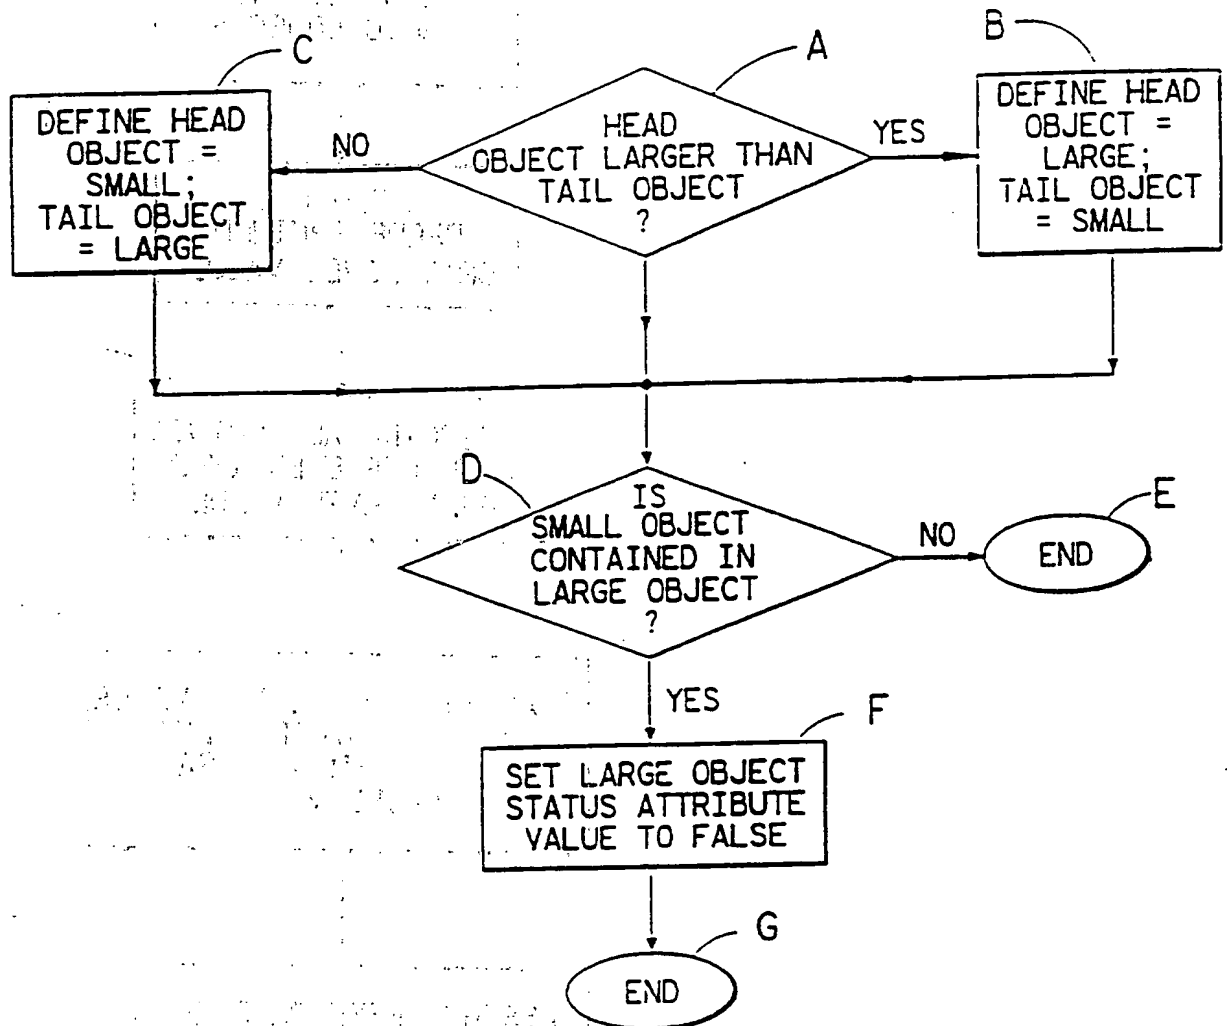 C
A
B
DEFINE HEAD
OBJECT =
SMALL;
TAIL OBJECT
= LARGE
NO
HEAD
OBJECT LARGER THAN
TAIL OBJECT
?
YES
DEFINE HEAD
OBJECT =
LARGE;
TAIL OBJECT
= SMALL
D
IS
SMALL OBJECT
CONTAINED IN
LARGE OBJECT
?
NO
E
END
YES
F
SET LARGE OBJECT
STATUS ATTRIBUTE
VALUE TO FALSE
G
END